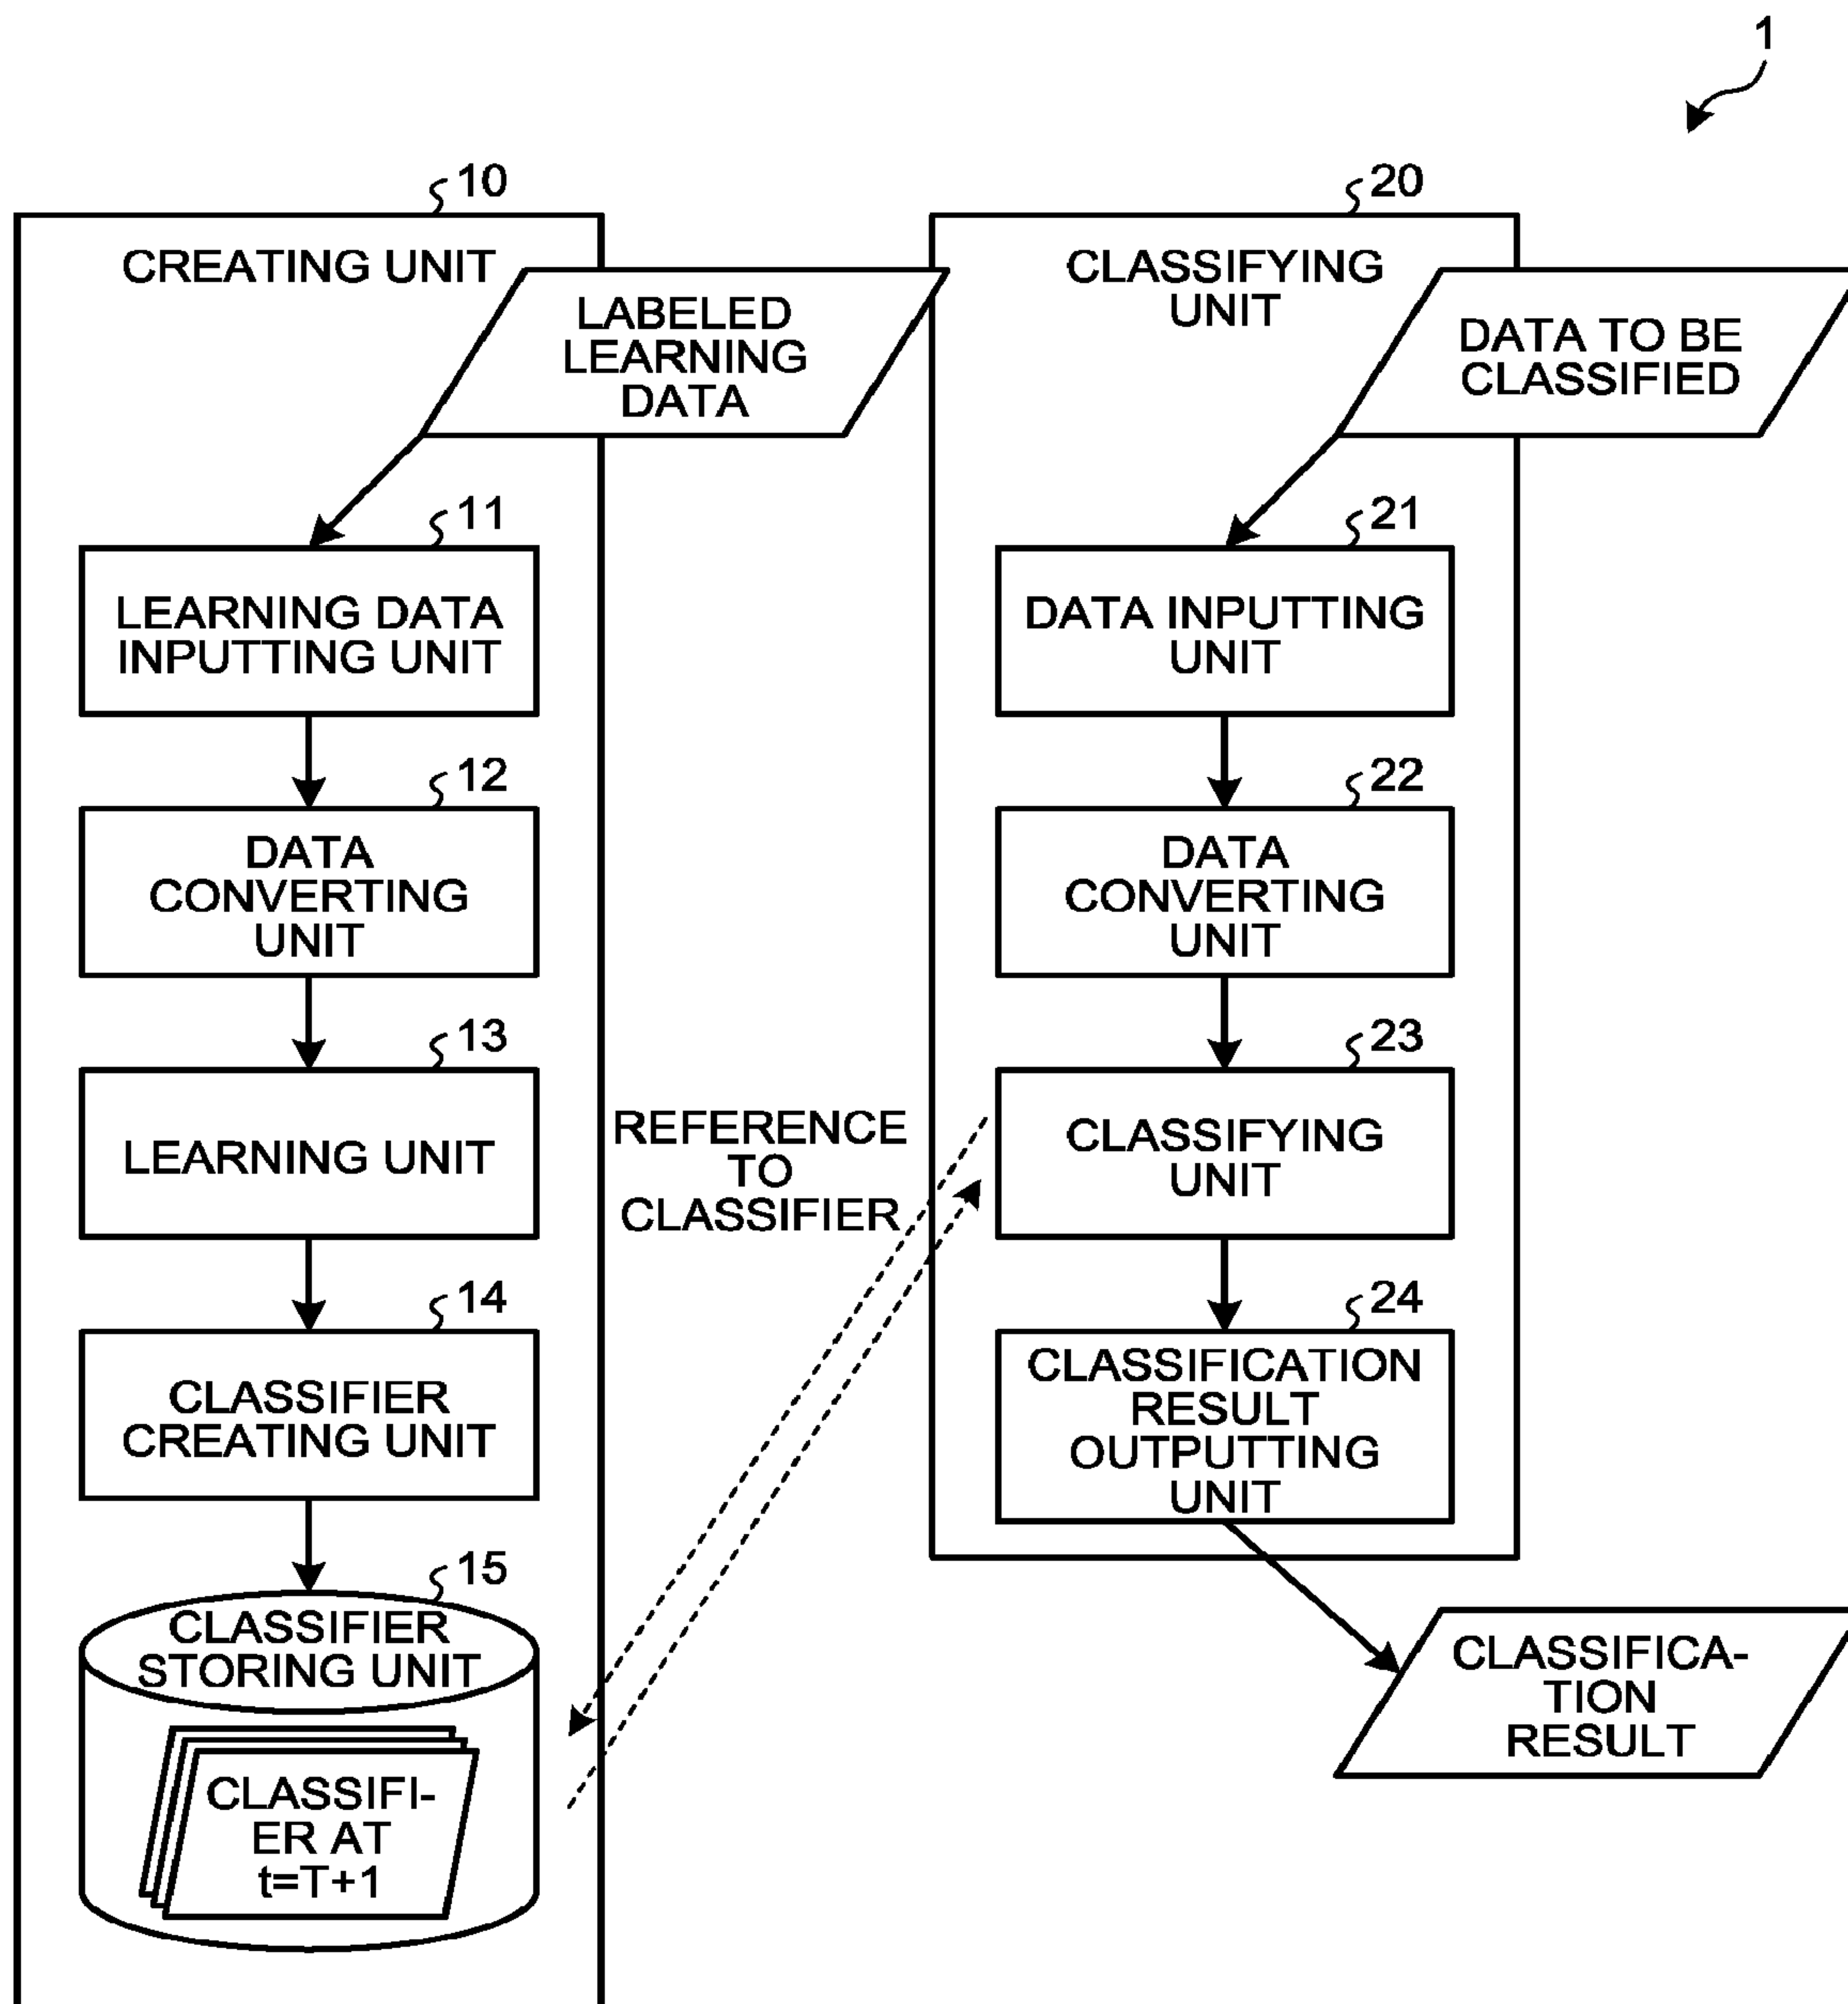 1
10
CREATING UNIT
LABELED
LEARNING
DATA
11
LEARNING DATA
INPUTTING UNIT
12
DATA
CONVERTING
UNIT
13
LEARNING UNIT
14
CLASSIFIER
CREATING UNIT
15
CLASSIFIER
STORING UNIT
CLASSIFI-
ER AT
t=T+1
REFERENCE
TO
CLASSIFIER
20
CLASSIFYING
UNIT
DATA TO BE
CLASSIFIED
21
DATA INPUTTING
UNIT
22
DATA
CONVERTING
UNIT
23
CLASSIFYING
UNIT
24
CLASSIFICATION
RESULT
OUTPUTTING
UNIT
CLASSIFICA-
TION
RESULT